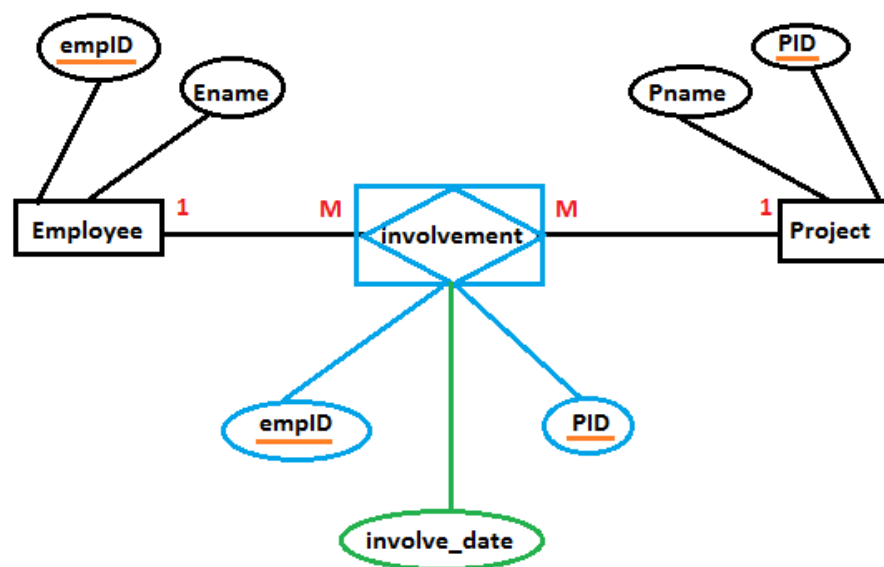 empID
PID
Ename
Pname
1
M
M
1
Employee
involvement
Project
empID
PID
involve_date